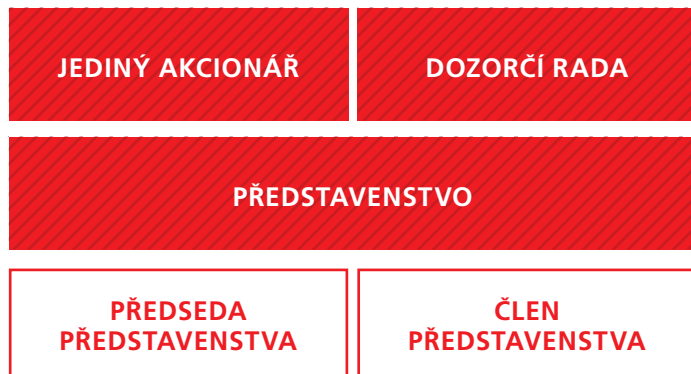 JEDINÝ AKCIONÁŘ
DOZORČÍ RADA
PŘEDSTAVENSTVO
PŘEDSEDA
PŘEDSTAVENSTVA
ČLEN
PŘEDSTAVENSTVA